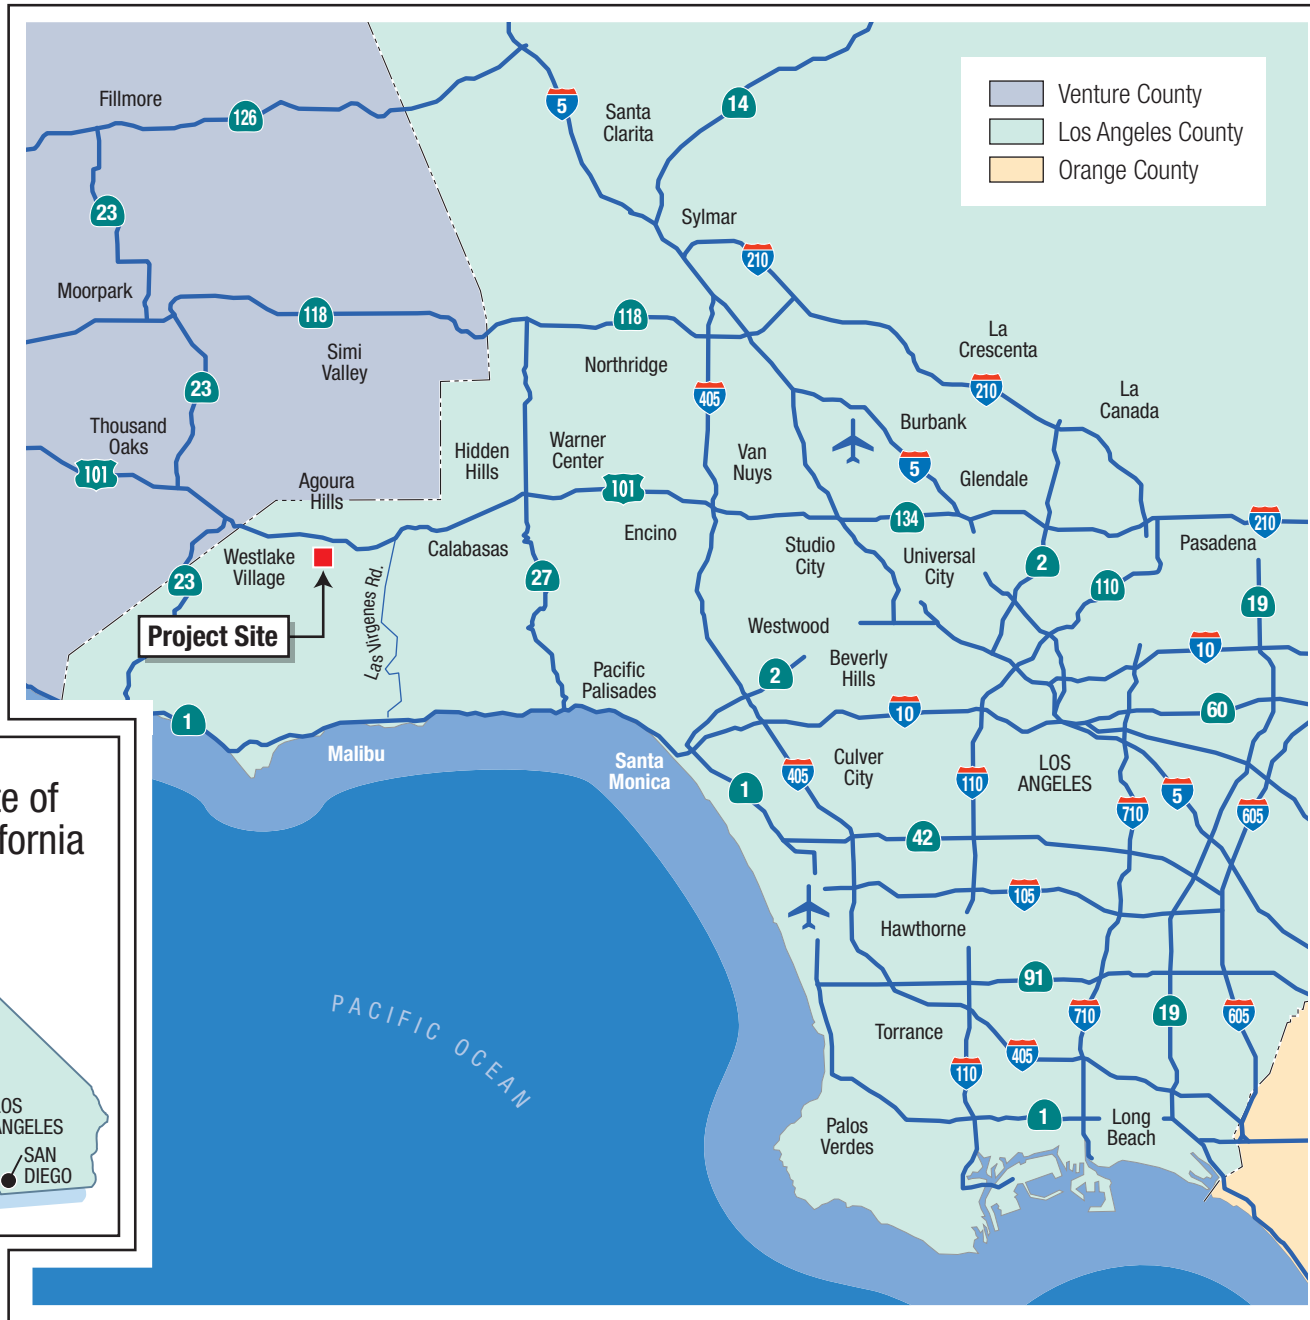 Fillmore
126
5
Santa
Clarita
14
Venture County
Los Angeles County
Orange County
23
Sylmar
210
Moorpark
118
118
Simi
Valley
Northridge
La
Crescenta
23
405
210
La
Canada
Thousand
Oaks
Burbank
101
Hidden
Hills
Warner
Center
Van
Nuys
5
Agoura
Hills
101
Glendale
134
210
Encino
Calabasas
Westlake
Village
Studio
City
Universal
City
Pasadena
23
27
2
110
19
Project Site
Las Virgenes Rd.
Westwood
10
Pacific
Palisades
2
Beverly
Hills
1
10
60
Malibu
Santa
Monica
405
Culver
City
LOS
ANGELES
1
110
710
5
605
42
105
Hawthorne
91
PACIFIC OCEAN
Torrance
405
710
19
605
110
1
Palos
Verdes
Long
Beach
SAN
DIEGO